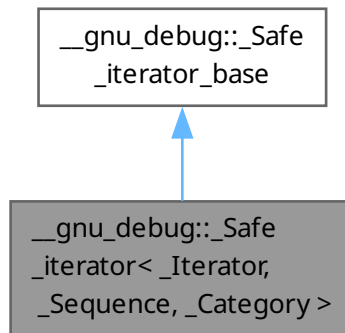 __gnu_debug::_Safe
_iterator_base
__gnu_debug::_Safe
_iterator< _Iterator,
_Sequence, _Category >